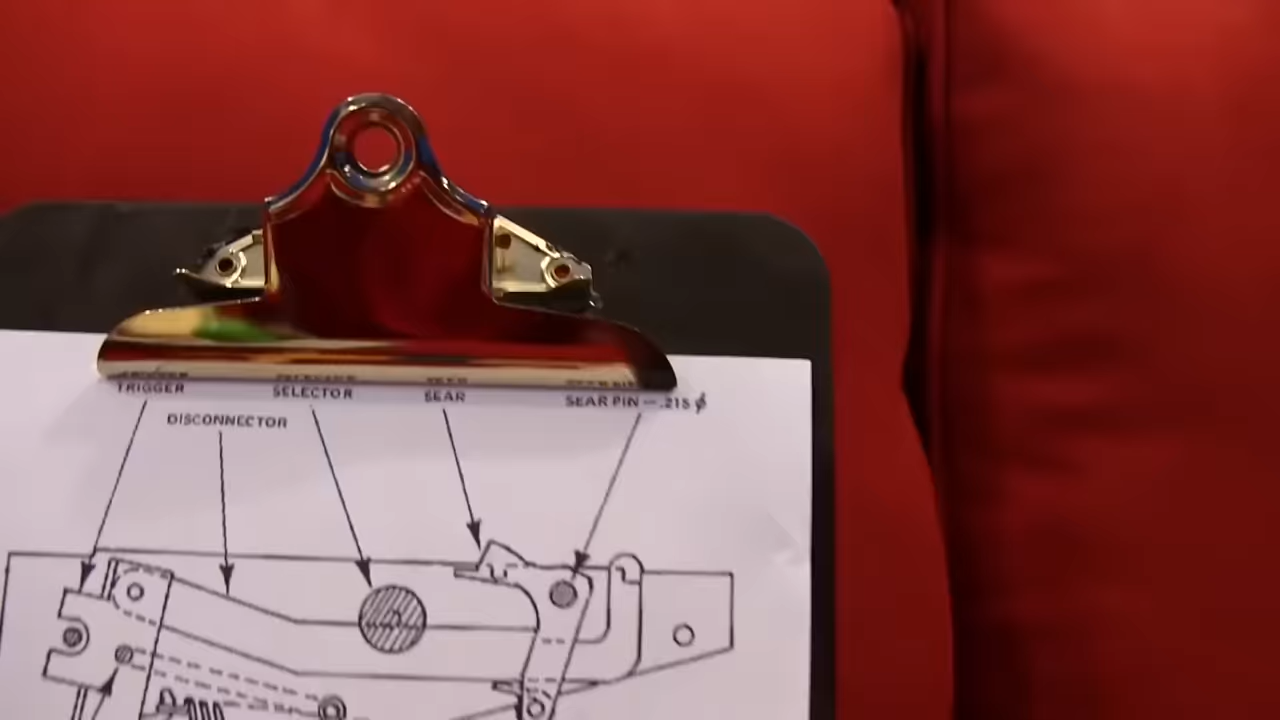 TRIGGER
SELECTOR
SEAR
SEAR PIN — .215 ϕ
DISCONNECTOR